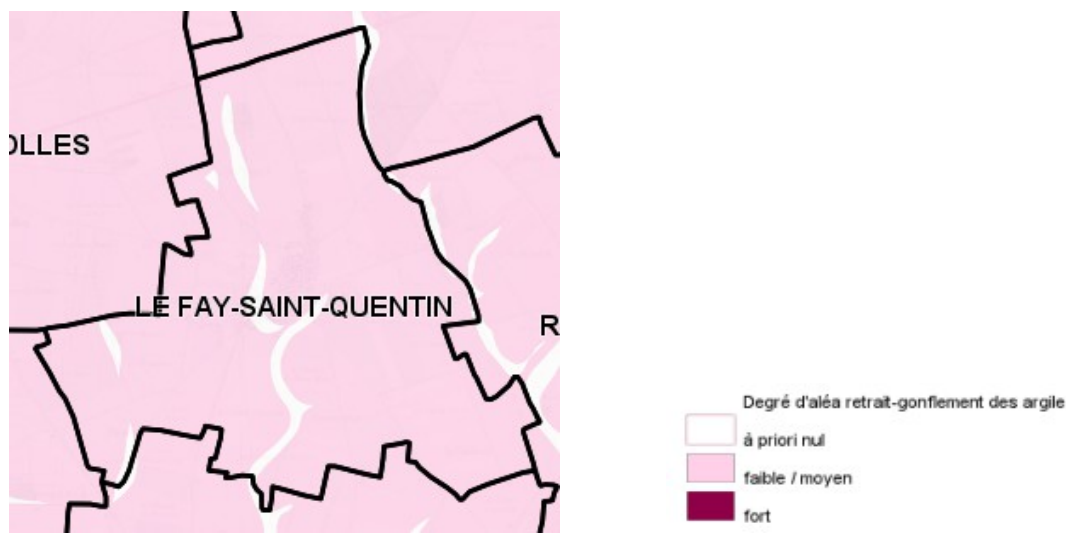 OLLES
LE FAY-SAINT-QUENTIN
R
Degré d'aléa retrait-gonflement des argile
à priori nul
faible / moyen
fort